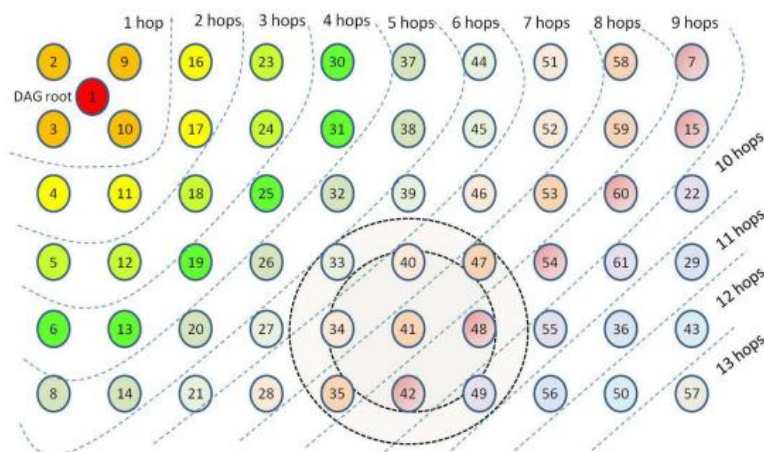 1 hop 2 hops 3 hops 4 hops 5 hops 6 hops 7 hops 8 hops 9 hops
2 9 16 23 30 37 44 51 58 7
DAG root 1
3 10 17 24 31 38 45 52 59 15
10 hops
4 11 18 25 32 39 46 53 60 22
11 hops
5 12 19 26 33 40 47 54 61 29
12 hops
6 13 20 27 34 41 48 55 36 43
13 hops
8 14 21 28 35 42 49 56 50 57